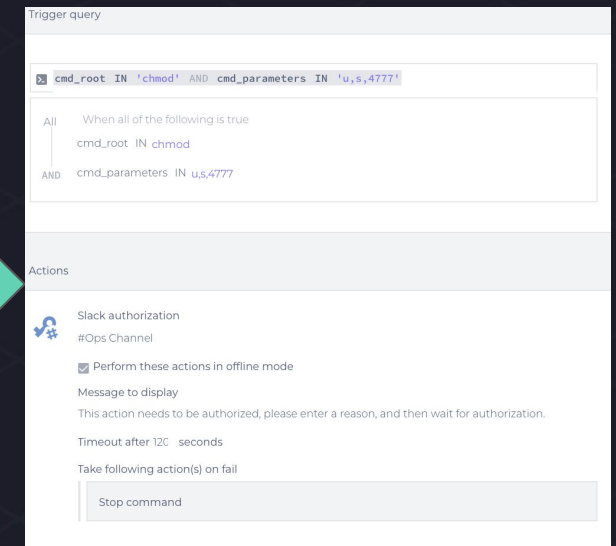 Trigger query
cmd_root IN 'chmod' AND cmd_parameters IN 'u,s,4777'
All When all of the following is true
cmd_root IN chmod
AND cmd_parameters IN u,s,4777
Actions
Slack authorization
#Ops Channel
Perform these actions in offline mode
Message to display
This action needs to be authorized, please enter a reason, and then wait for authorization.
Timeout after 120 seconds
Take following action(s) on fail
Stop command